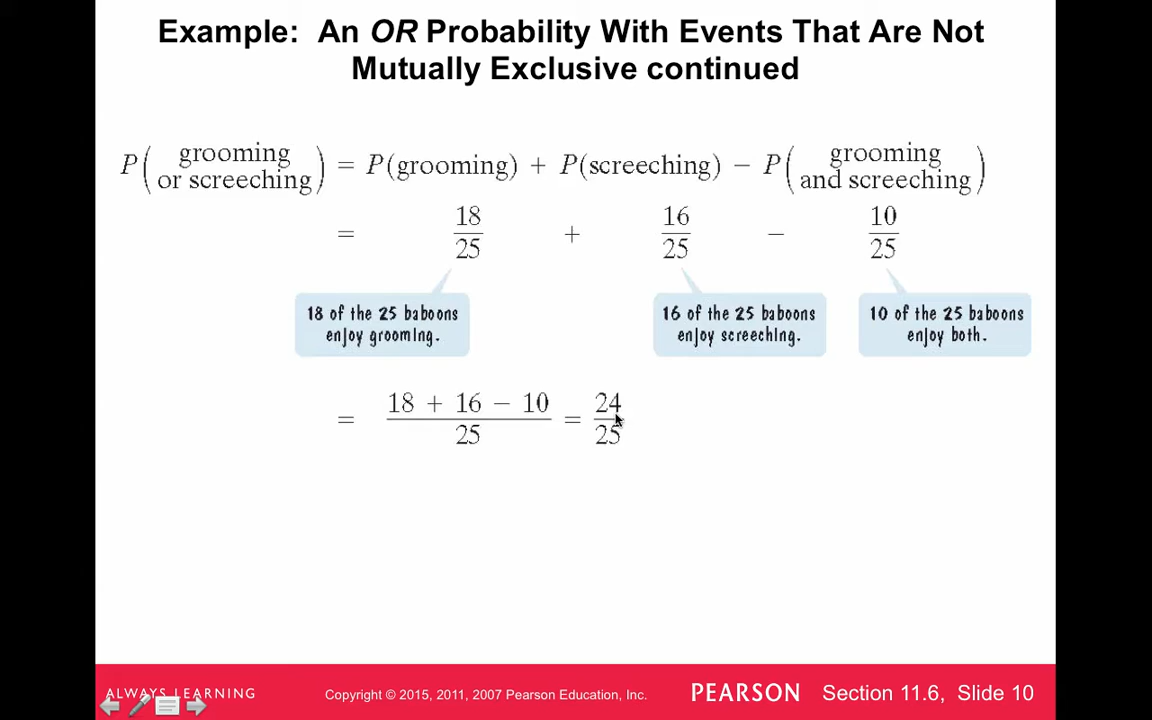 Example: An OR Probability With Events That Are Not
Mutually Exclusive continued
P( grooming or screeching ) = P(grooming) + P(screeching) − P( grooming and screeching )
= 18/25 + 16/25 − 10/25
18 of the 25 baboons
enjoy grooming.
16 of the 25 baboons
enjoy screeching.
10 of the 25 baboons
enjoy both.
= 18 + 16 − 10 / 25 = 24/25
ALWAYS LEARNING
Copyright © 2015, 2011, 2007 Pearson Education, Inc.
PEARSON
Section 11.6, Slide 10